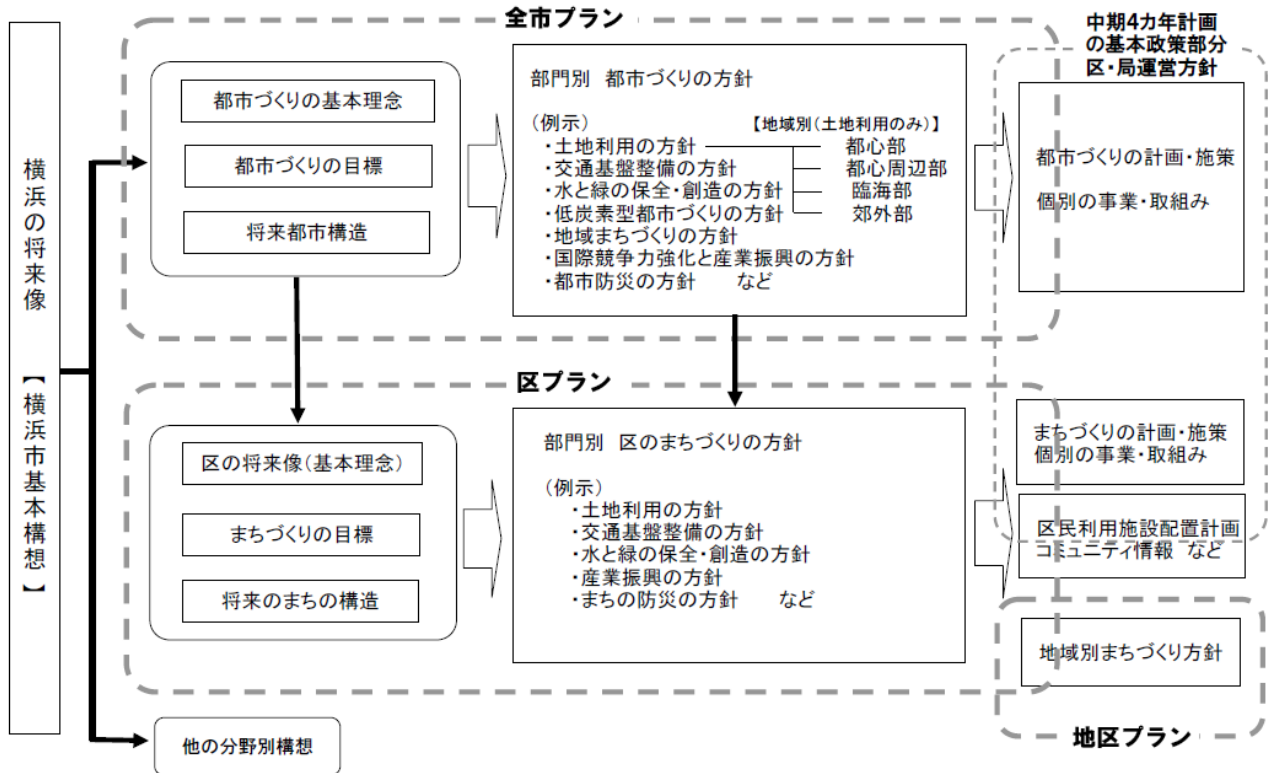 横浜の将来像 【横浜市基本構想】
全市プラン
都市づくりの基本理念
都市づくりの目標
将来都市構造
部門別 都市づくりの方針
(例示) 【地域別(土地利用のみ)】
・土地利用の方針 都心部
・交通基盤整備の方針 都心周辺部
・水と緑の保全・創造の方針 臨海部
・低炭素型都市づくりの方針 郊外部
・地域まちづくりの方針
・国際競争力強化と産業振興の方針
・都市防災の方針 など
中期4カ年計画
の基本政策部分
区・局運営方針
都市づくりの計画・施策
個別の事業・取組み
区プラン
区の将来像(基本理念)
まちづくりの目標
将来のまちの構造
部門別 区のまちづくりの方針
(例示)
・土地利用の方針
・交通基盤整備の方針
・水と緑の保全・創造の方針
・産業振興の方針
・まちの防災の方針 など
まちづくりの計画・施策
個別の事業・取組み
区民利用施設配置計画
コミュニティ情報 など
地域別まちづくり方針
地区プラン
他の分野別構想